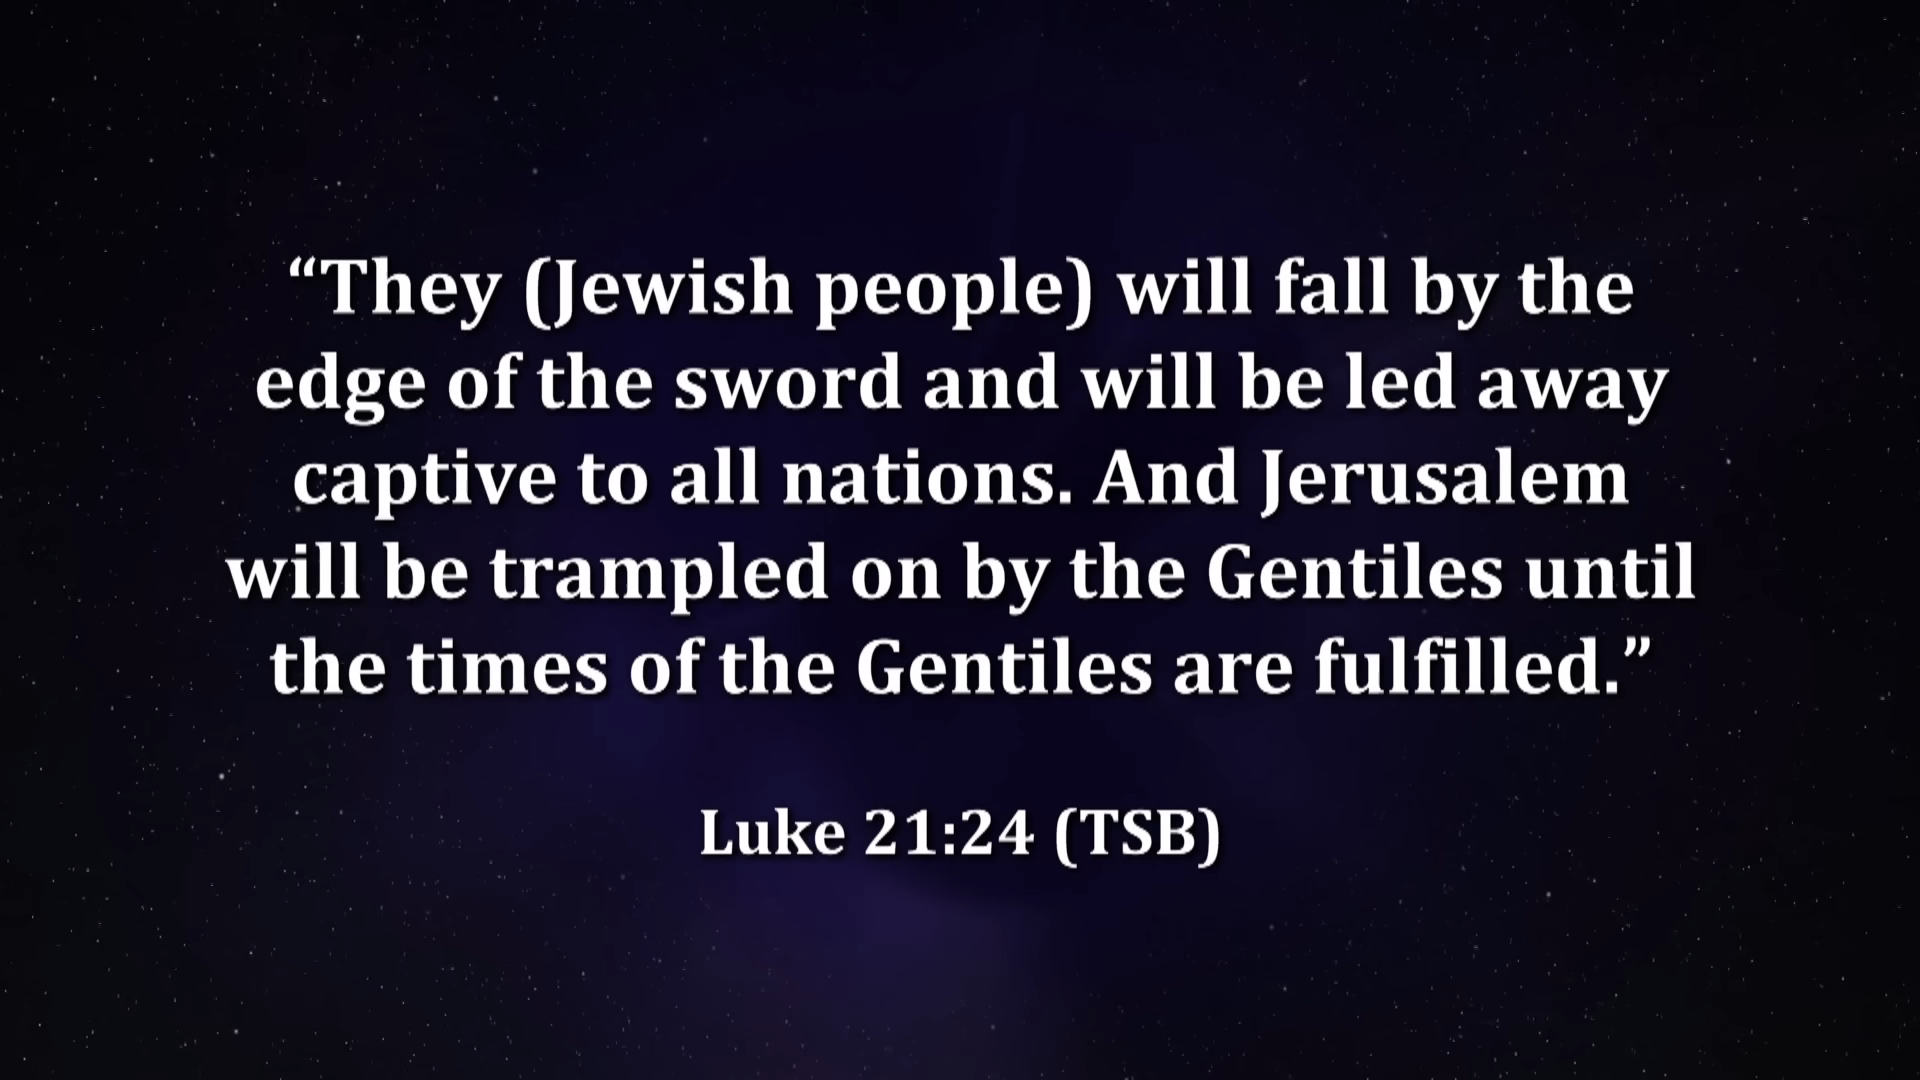 “They (Jewish people) will fall by the
edge of the sword and will be led away
captive to all nations. And Jerusalem
will be trampled on by the Gentiles until
the times of the Gentiles are fulfilled.”
Luke 21:24 (TSB)